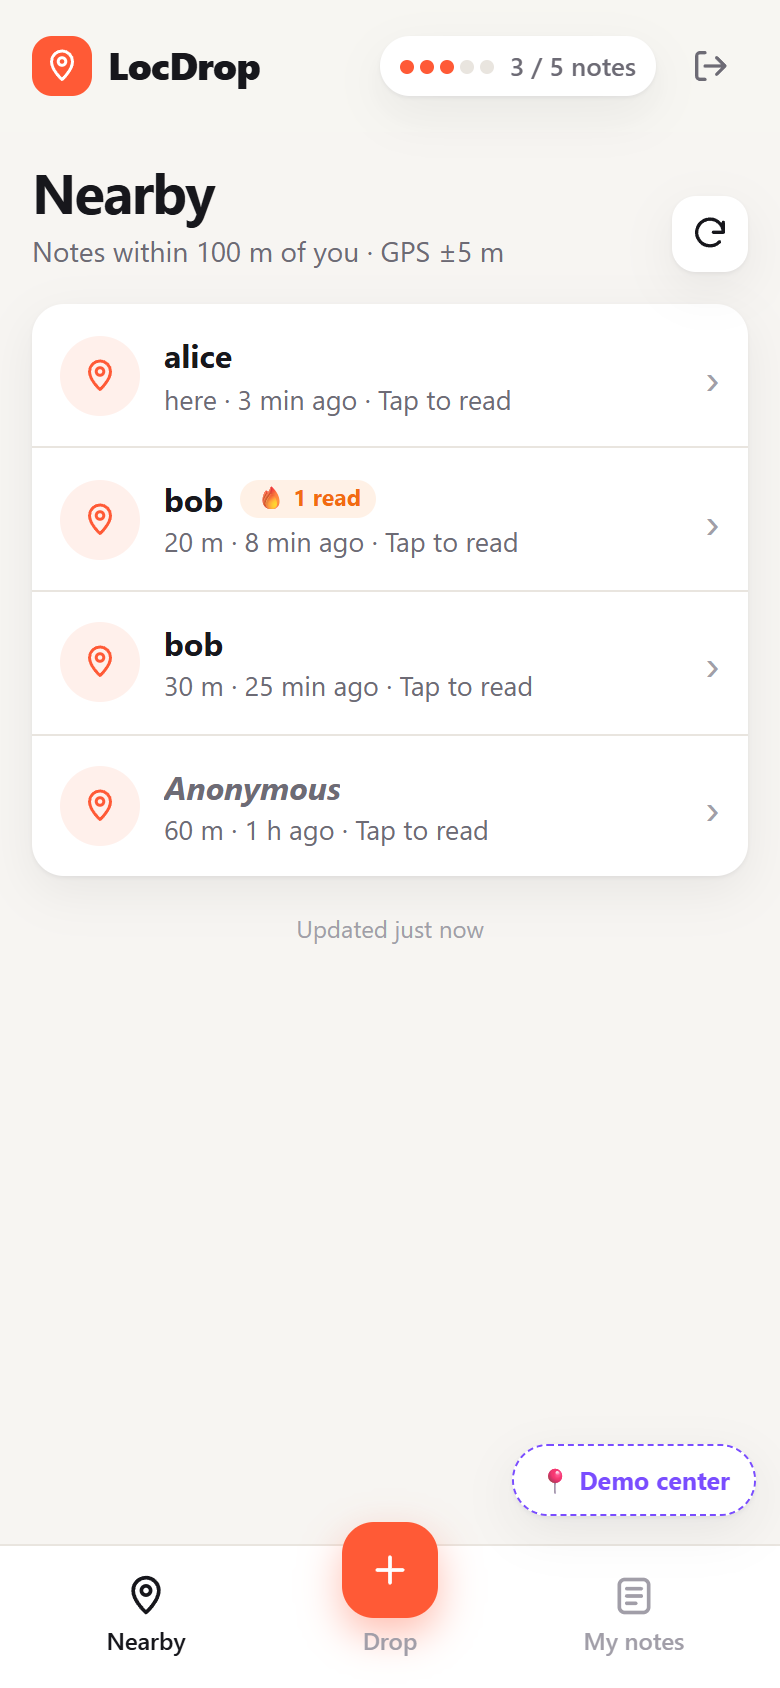 LocDrop
3 / 5 notes
Nearby
Notes within 100 m of you · GPS ±5 m
alice
here · 3 min ago · Tap to read
bob 🔥 1 read
20 m · 8 min ago · Tap to read
bob
30 m · 25 min ago · Tap to read
Anonymous
60 m · 1 h ago · Tap to read
Updated just now
📍 Demo center
Nearby
Drop
My notes